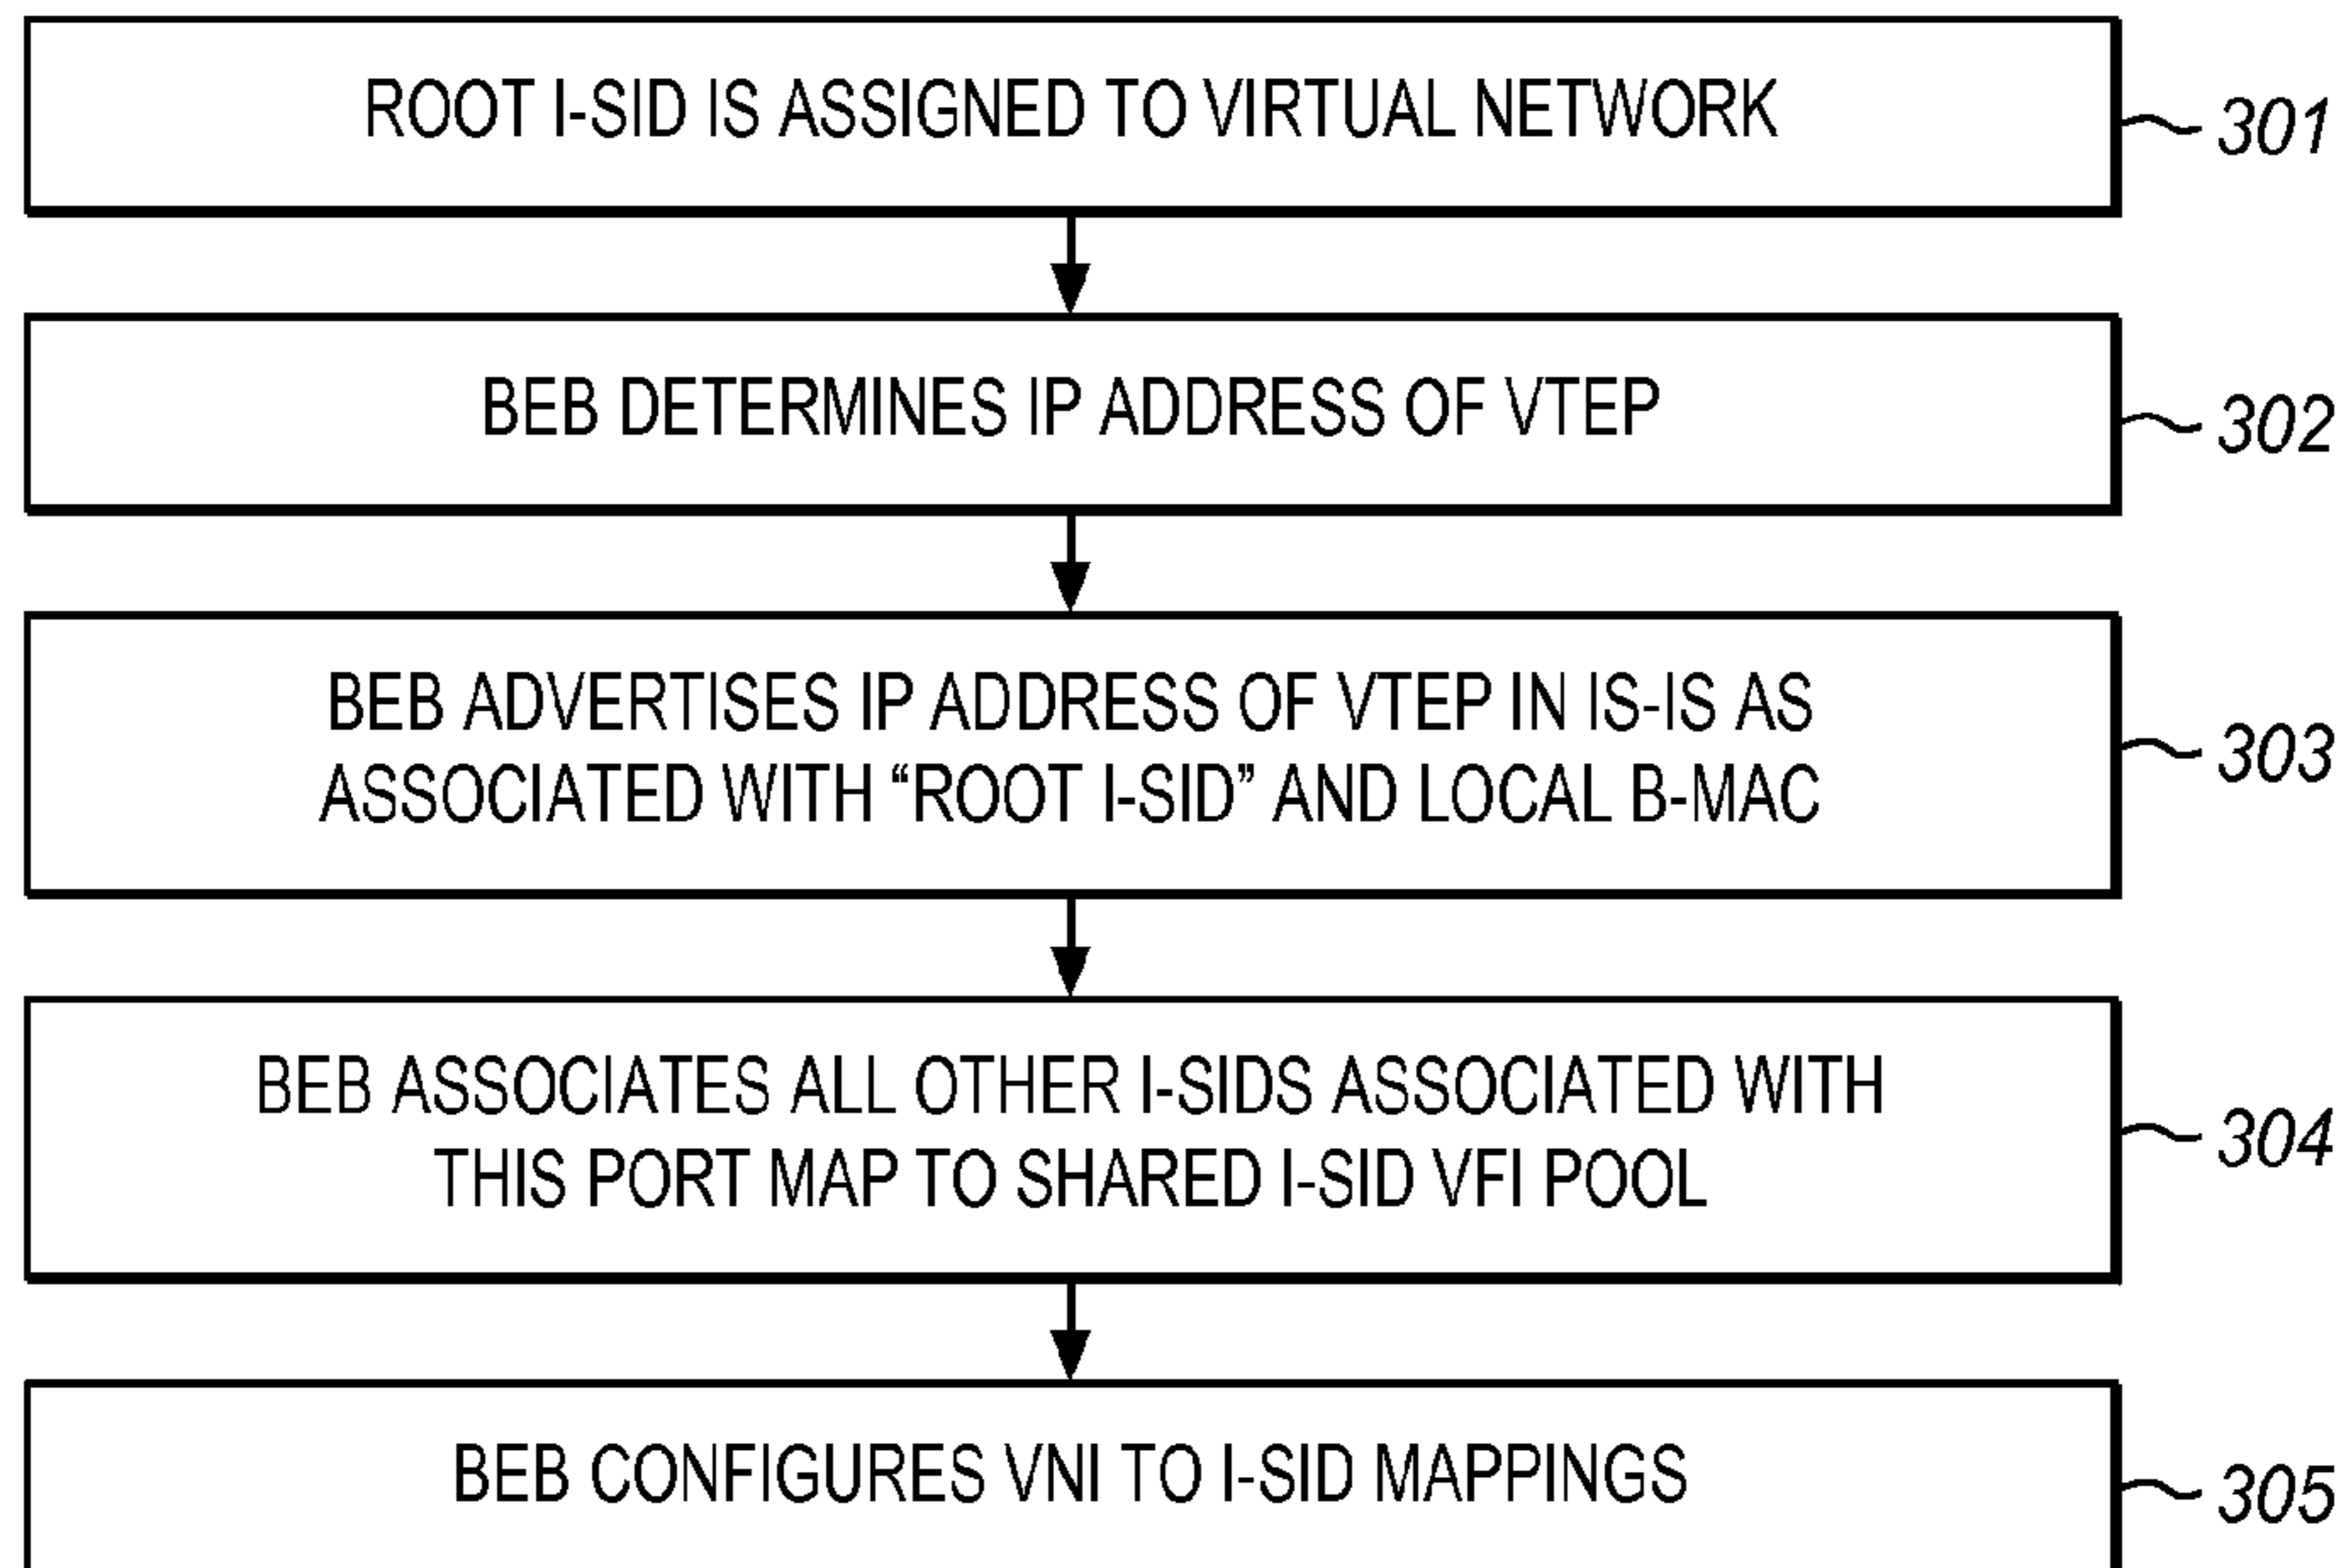 ROOT I-SID IS ASSIGNED TO VIRTUAL NETWORK
301
BEB DETERMINES IP ADDRESS OF VTEP
302
BEB ADVERTISES IP ADDRESS OF VTEP IN IS-IS AS
ASSOCIATED WITH “ROOT I-SID” AND LOCAL B-MAC
303
BEB ASSOCIATES ALL OTHER I-SIDS ASSOCIATED WITH
THIS PORT MAP TO SHARED I-SID VFI POOL
304
BEB CONFIGURES VNI TO I-SID MAPPINGS
305